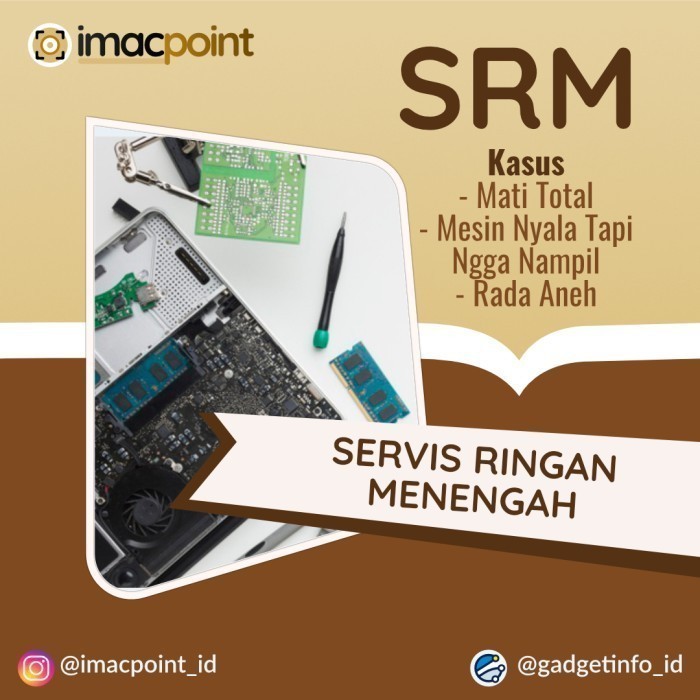 imacpoint
SRM
Kasus
- Mati Total
- Mesin Nyala Tapi
Ngga Nampil
- Rada Aneh
SERVIS RINGAN
MENENGAH
@imacpoint_id
@gadgetinfo_id